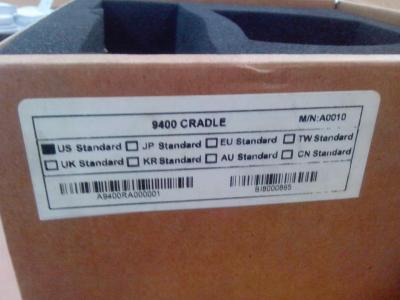 9400 CRADLE M/N:A0010
US Standard JP Standard EU Standard TW Standard
UK Standard KR Standard AU Standard CN Standard
A9400RA000001 BI8000865